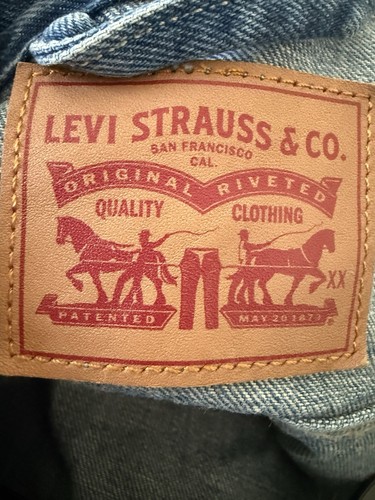 LEVI STRAUSS & CO.
SAN FRANCISCO
CAL.
ORIGINAL RIVETED
QUALITY CLOTHING
XX
PATENTED MAY 20 1873
®